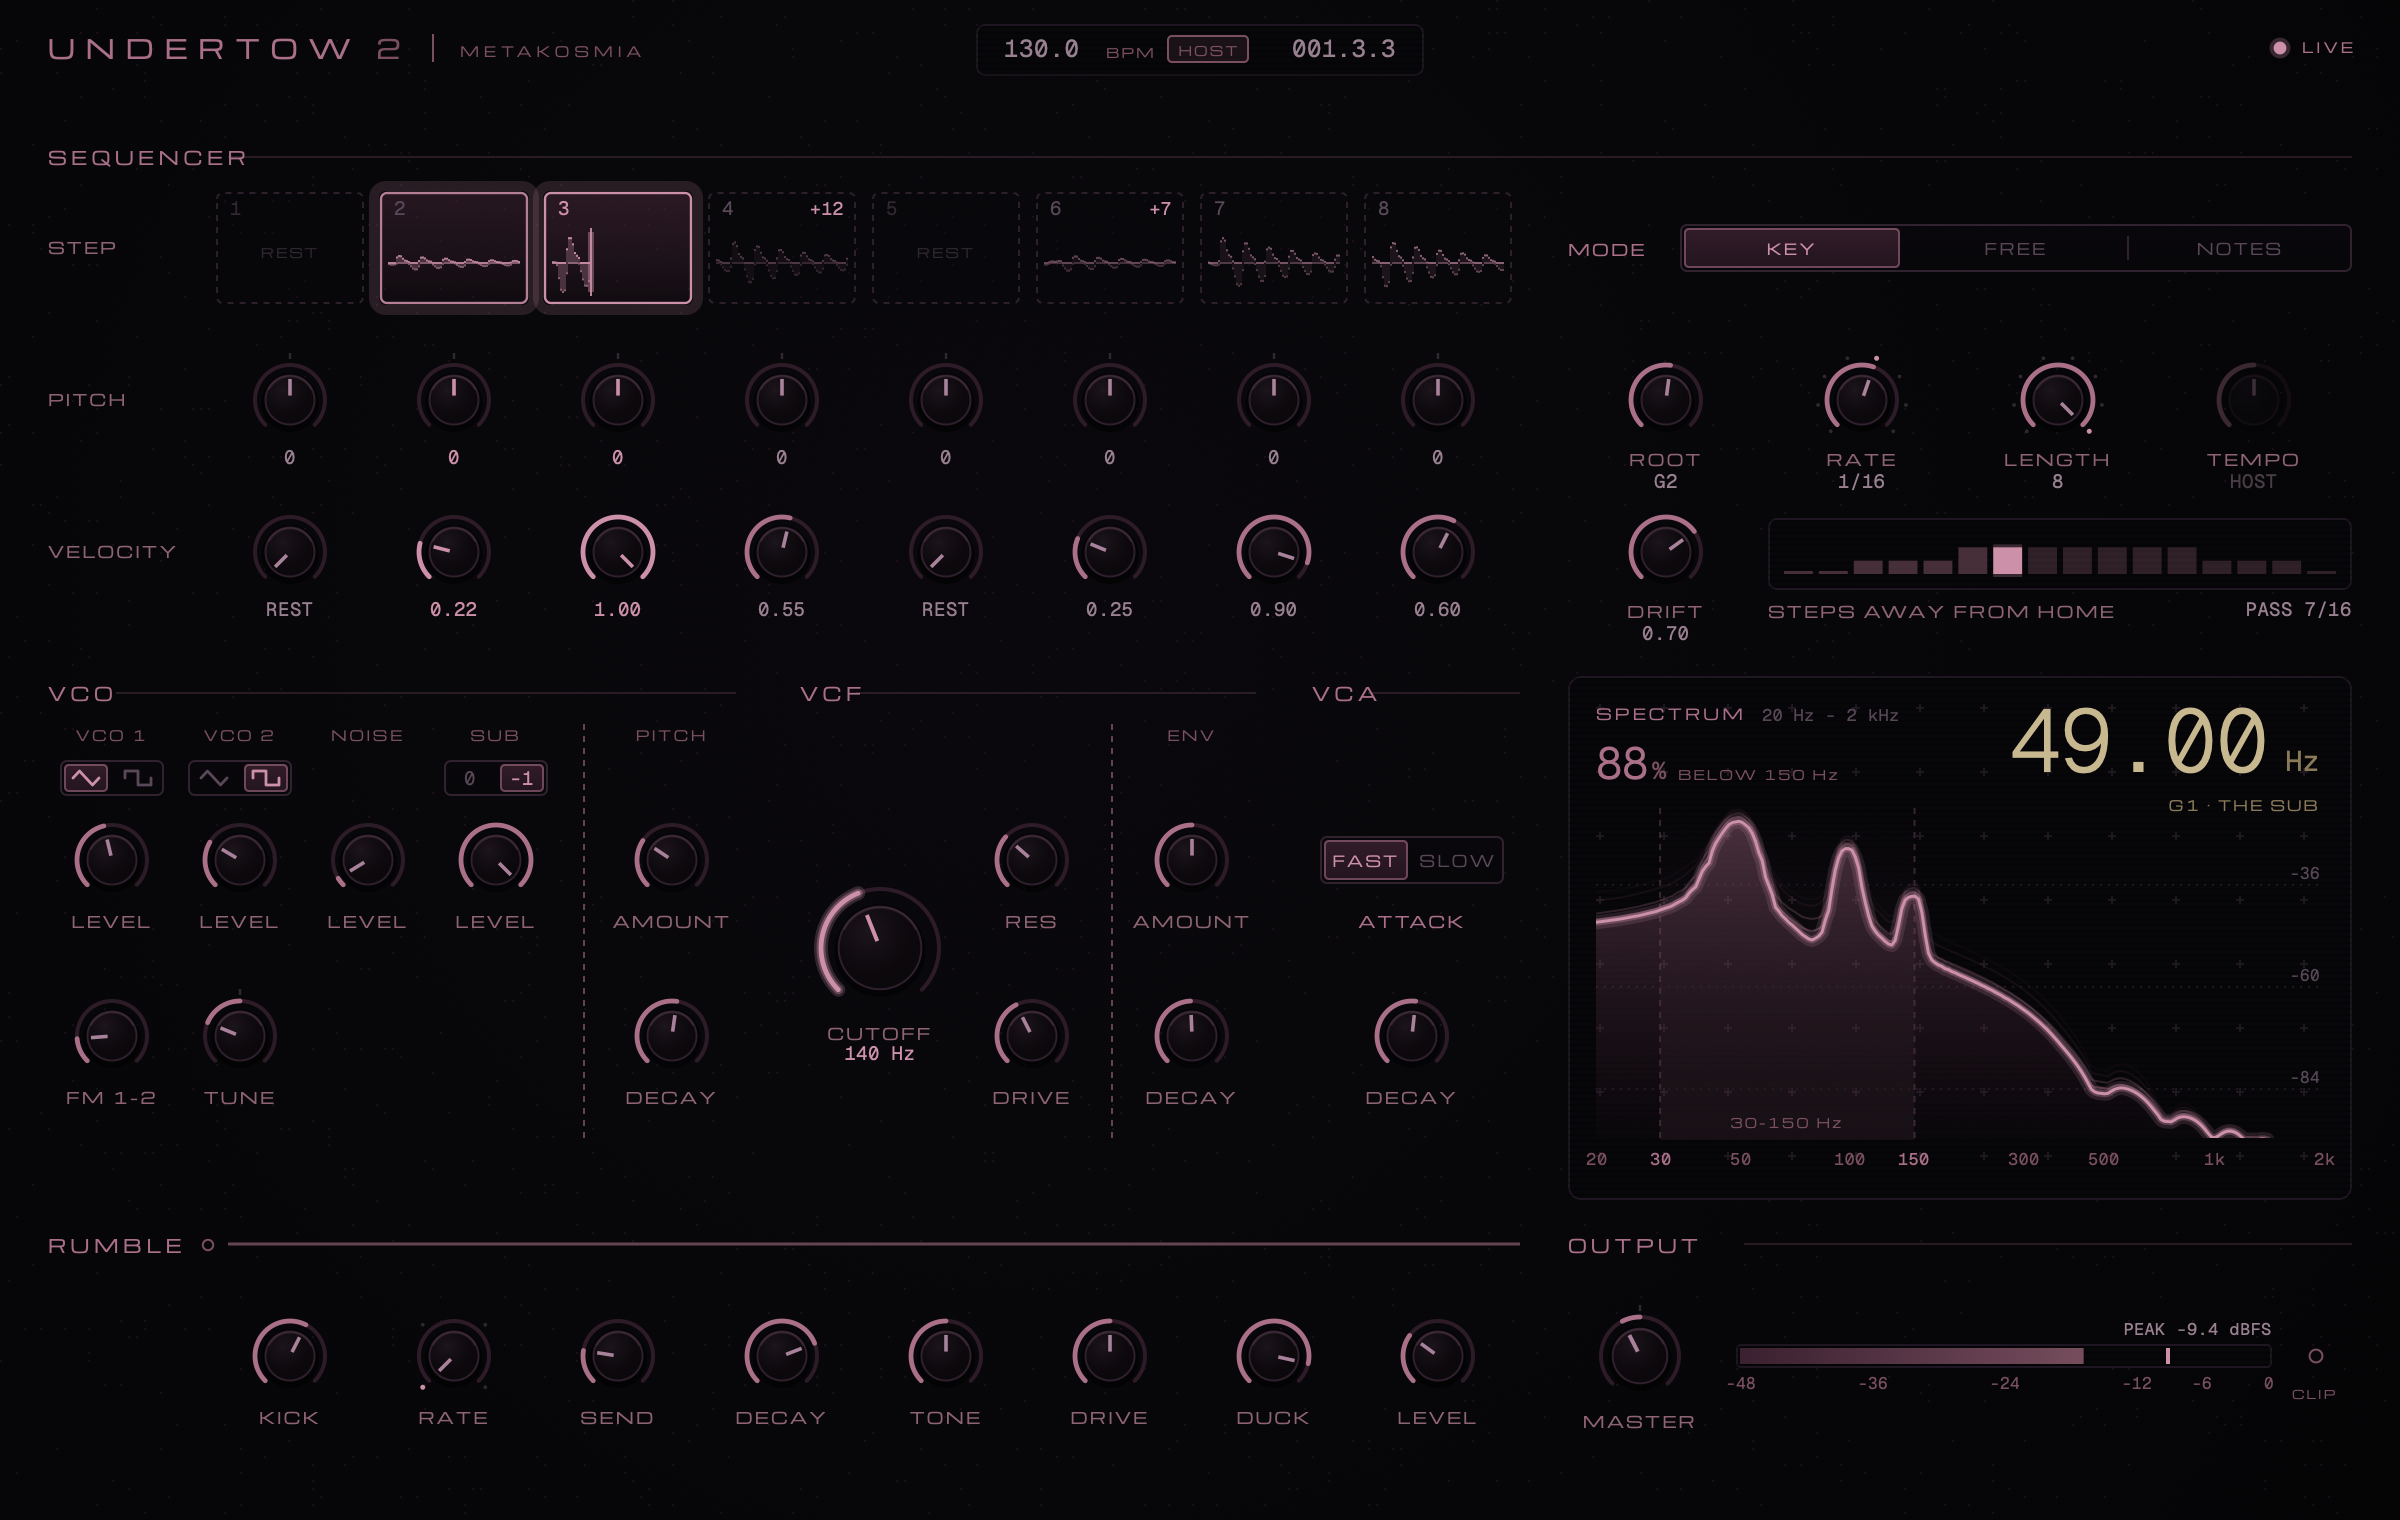 UNDERTOW 2 | METAKOSMIA
130.0 BPM HOST 001.3.3
LIVE
SEQUENCER
STEP
1 REST
2
3
4 +12
5 REST
6 +7
7
8
MODE KEY FREE NOTES
PITCH
0 0 0 0 0 0 0 0
ROOT RATE LENGTH TEMPO
G2 1/16 8 HOST
VELOCITY
REST 0.22 1.00 0.55 REST 0.25 0.90 0.60
DRIFT
0.70
STEPS AWAY FROM HOME PASS 7/16
VCO
VCO 1 VCO 2 NOISE SUB PITCH
0 -1
LEVEL LEVEL LEVEL LEVEL AMOUNT
FM 1-2 TUNE DECAY
VCF
ENV
RES AMOUNT
CUTOFF
140 Hz
DRIVE DECAY
VCA
FAST SLOW
ATTACK
DECAY
SPECTRUM 20 Hz - 2 kHz
49.00 Hz
88% BELOW 150 Hz
G1 · THE SUB
-36
-60
-84
30-150 Hz
20 30 50 100 150 300 500 1k 2k
RUMBLE
KICK RATE SEND DECAY TONE DRIVE DUCK LEVEL
OUTPUT
MASTER
PEAK -9.4 dBFS
-48 -36 -24 -12 -6 0
CLIP